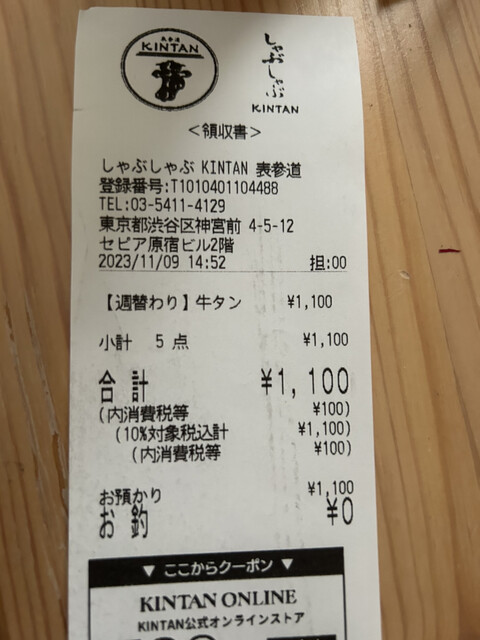 表参道
KINTAN
しゃぶしゃぶ
KINTAN
＜領収書＞
しゃぶしゃぶ KINTAN 表参道
登録番号:T1010401104488
TEL:03-5411-4129
東京都渋谷区神宮前 4-5-12
セピア原宿ビル2階
2023/11/09 14:52 担:00
【週替わり】牛タン ¥1,100
小計 5 点 ¥1,100
合計 ¥1,100
(内消費税等 ¥100)
(10%対象税込計 ¥1,100)
(内消費税等 ¥100)
お預かり ¥1,100
お釣 ¥0
▼ ここからクーポン ▼
KINTAN ONLINE
KINTAN公式オンラインストア